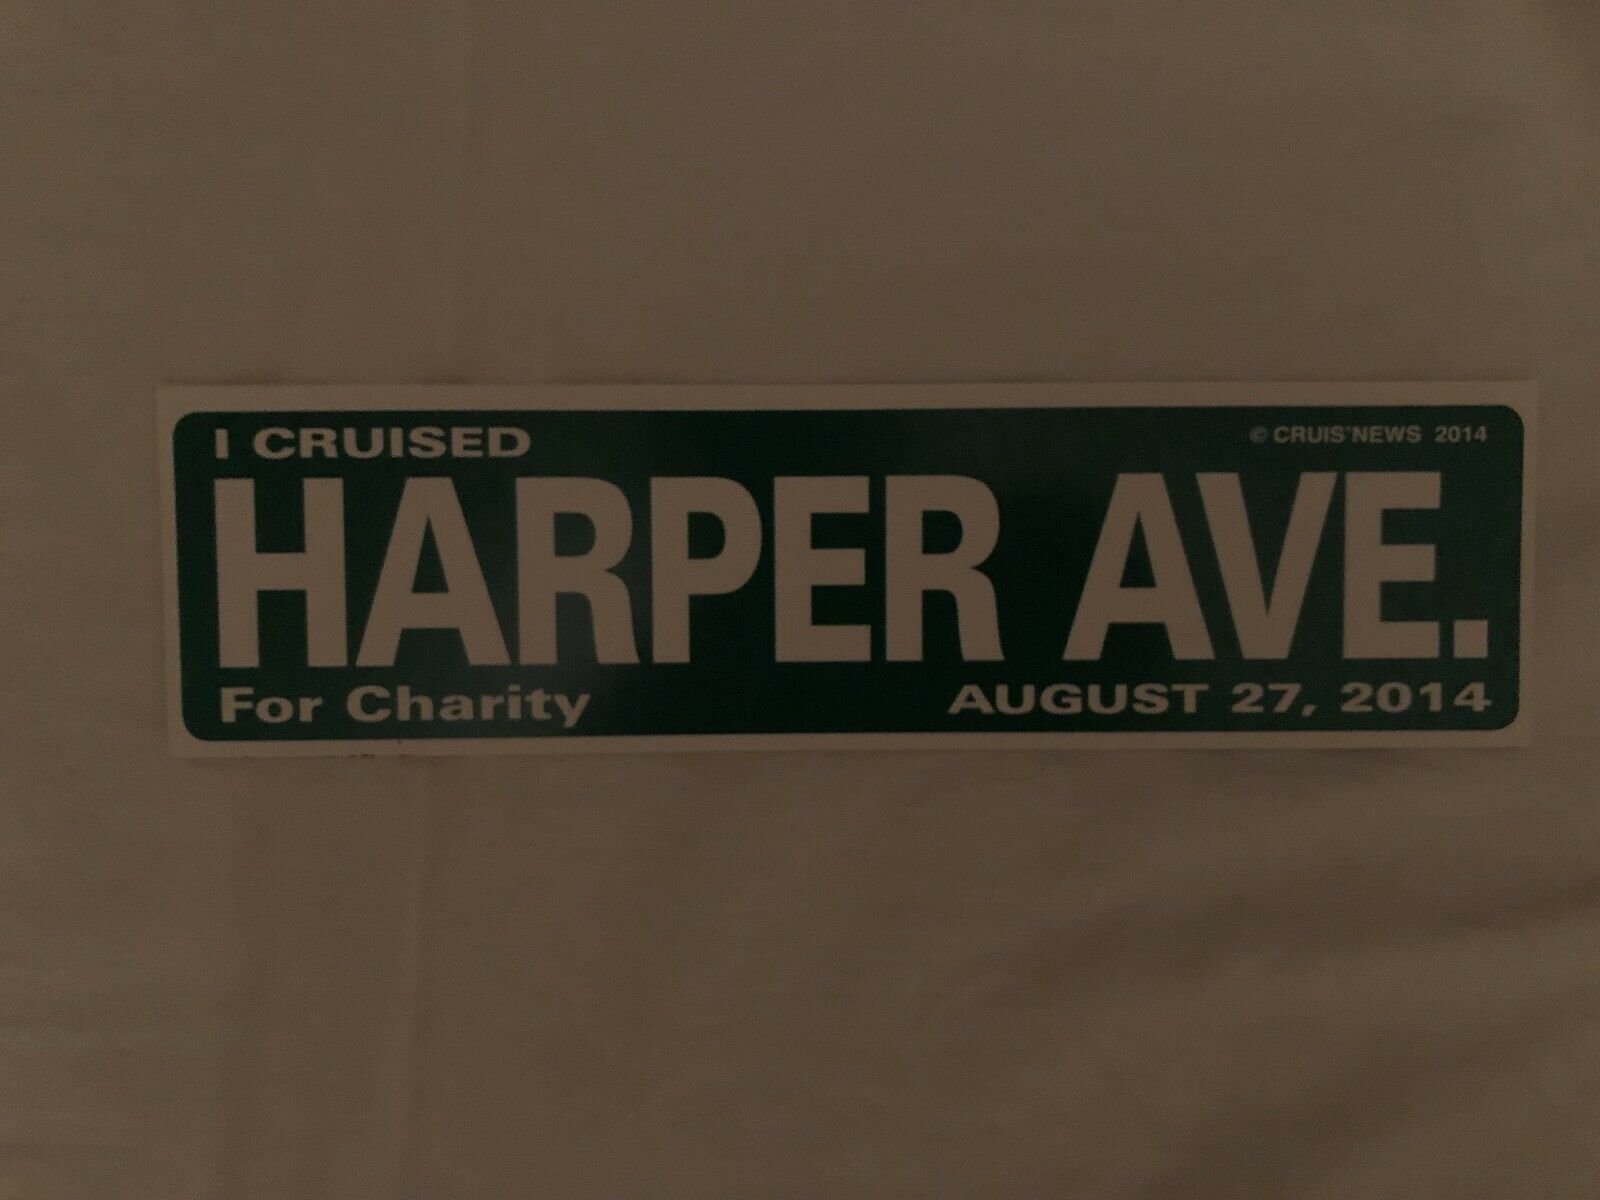 I CRUISED
© CRUIS'NEWS 2014
HARPER AVE.
For Charity
AUGUST 27, 2014